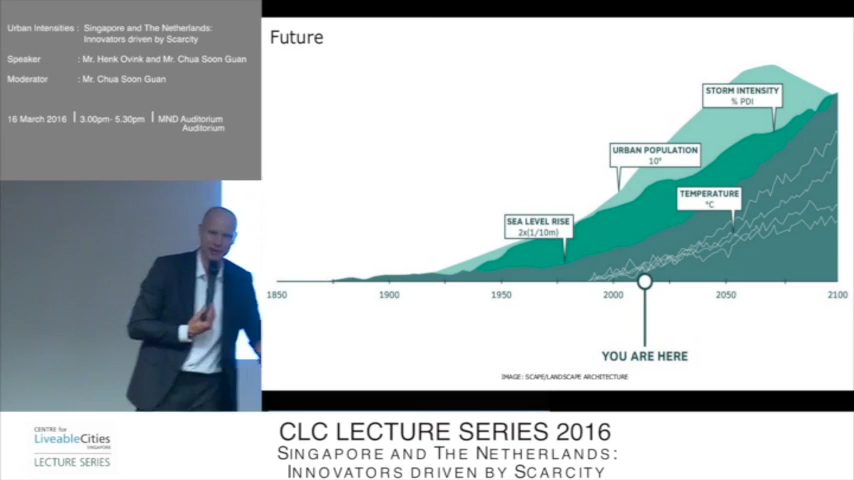 Urban Intensities : Singapore and The Netherlands:
Innovators driven by Scarcity
Speaker : Mr. Henk Ovink and Mr. Chua Soon Guan
Moderator : Mr. Chua Soon Guan
16 March 2016 | 3.00pm- 5.30pm | MND Auditorium
Auditorium
Future
STORM INTENSITY
% PDI
URBAN POPULATION
10⁹
TEMPERATURE
°C
SEA LEVEL RISE
2x(1/10m)
1850 1900 1950 2000 2050 2100
YOU ARE HERE
IMAGE: SCAPE/LANDSCAPE ARCHITECTURE
CENTRE for
LiveableCities
SINGAPORE
LECTURE SERIES
CLC LECTURE SERIES 2016
SINGAPORE AND THE NETHERLANDS:
INNOVATORS DRIVEN BY SCARCITY